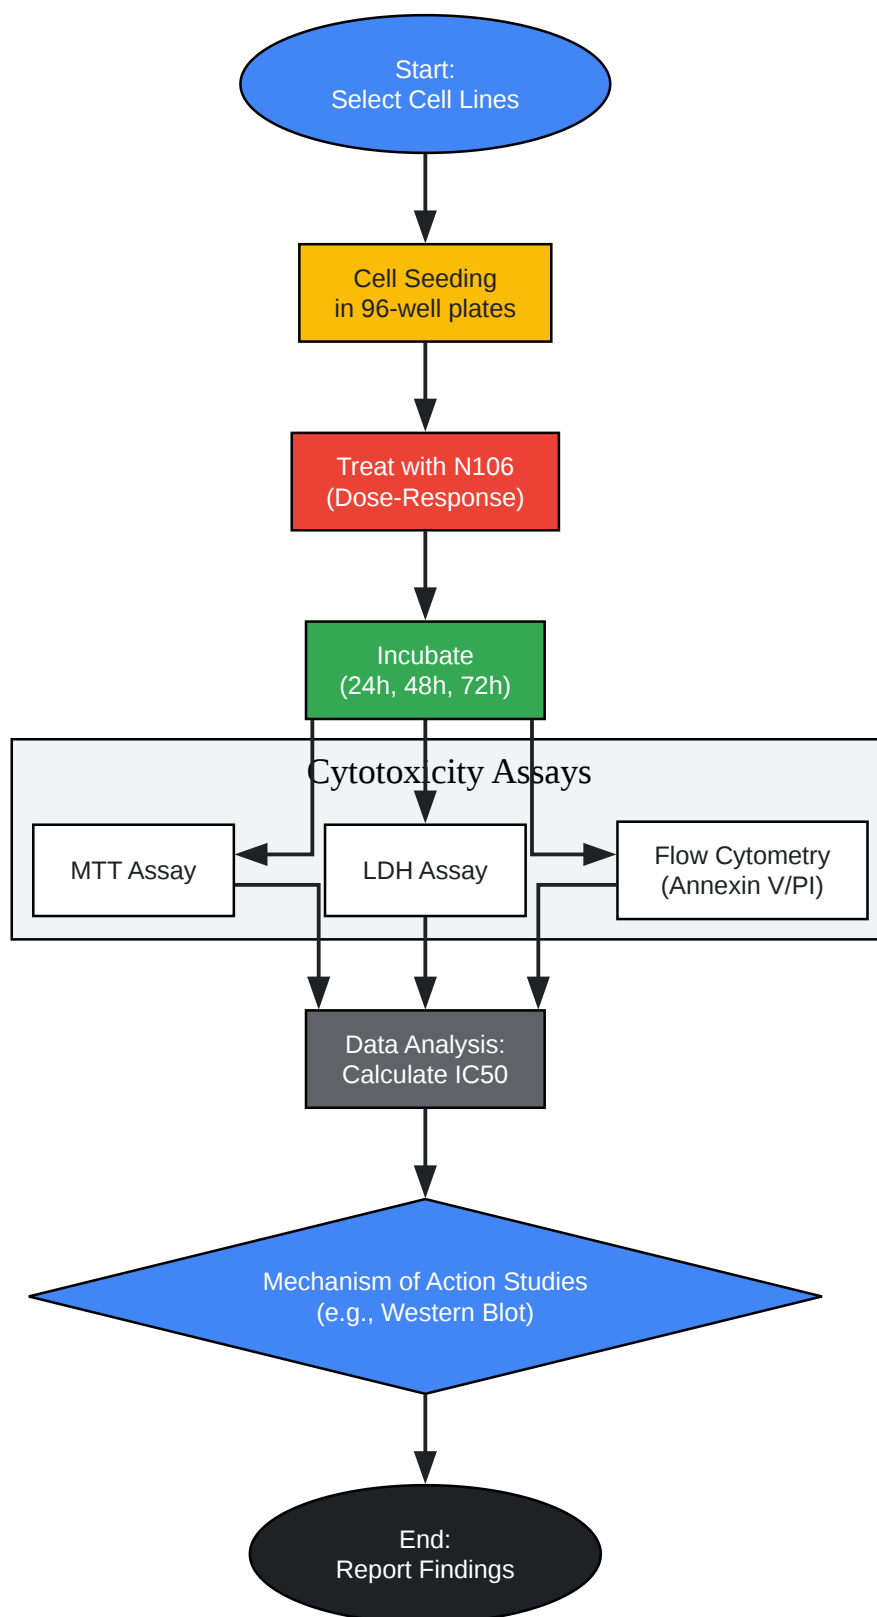 Start:
Select Cell Lines
Cell Seeding
in 96-well plates
Treat with N106
(Dose-Response)
Incubate
(24h, 48h, 72h)
Cytotoxicity Assays
MTT Assay
LDH Assay
Flow Cytometry
(Annexin V/PI)
Data Analysis:
Calculate IC50
Mechanism of Action Studies
(e.g., Western Blot)
End:
Report Findings